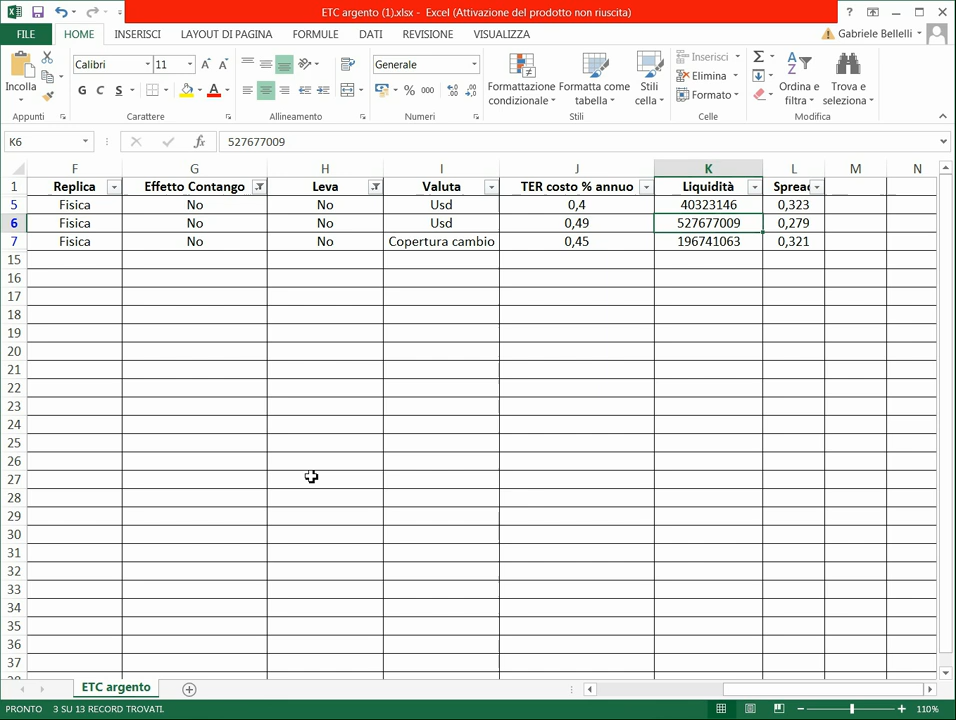 ETC argento (1).xlsx - Excel (Attivazione del prodotto non riuscita)
FILE HOME INSERISCI LAYOUT DI PAGINA FORMULE DATI REVISIONE VISUALIZZA Gabriele Bellelli
Incolla
Calibri 11
G C S
Generale
% 000
Formattazione condizionale
Formatta come tabella
Stili cella
Inserisci
Elimina
Formato
Ordina e filtra
Trova e seleziona
Appunti Carattere Allineamento Numeri Stili Celle Modifica
K6 fx 527677009
F G H I J K L M N
1 Replica Effetto Contango Leva Valuta TER costo % annuo Liquidità Spread
5 Fisica No No Usd 0,4 40323146 0,323
6 Fisica No No Usd 0,49 527677009 0,279
7 Fisica No No Copertura cambio 0,45 196741063 0,321
15
16
17
18
19
20
21
22
23
24
25
26
27
28
29
30
31
32
33
34
35
36
37
ETC argento
PRONTO 3 SU 13 RECORD TROVATI. 110%